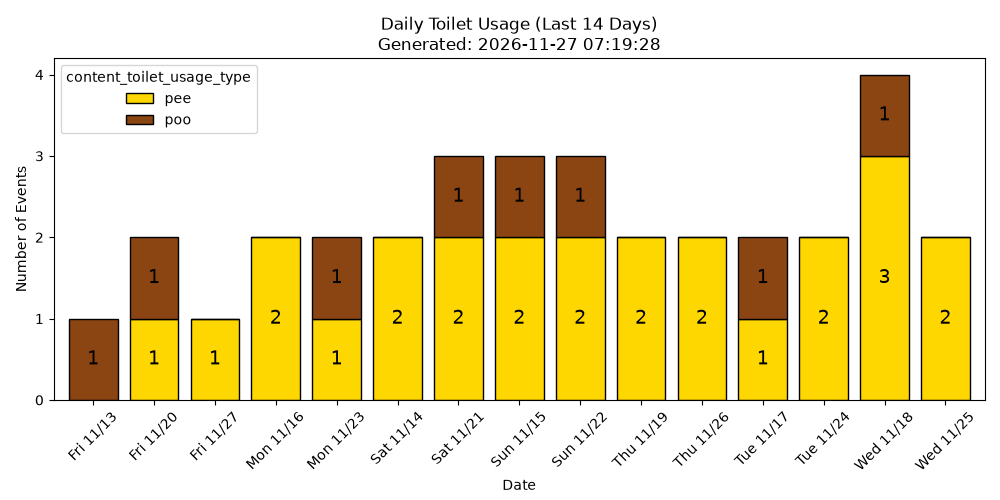 Daily Toilet Usage (Last 14 Days)
Generated: 2026-11-27 07:19:28
content_toilet_usage_type
pee
poo
Number of Events
4
3
2
1
0
1
1
1
1
2
1
1
2
2
1
2
1
2
1
2
2
1
1
2
3
1
2
Fri 11/13
Fri 11/20
Fri 11/27
Mon 11/16
Mon 11/23
Sat 11/14
Sat 11/21
Sun 11/15
Sun 11/22
Thu 11/19
Thu 11/26
Tue 11/17
Tue 11/24
Wed 11/18
Wed 11/25
Date